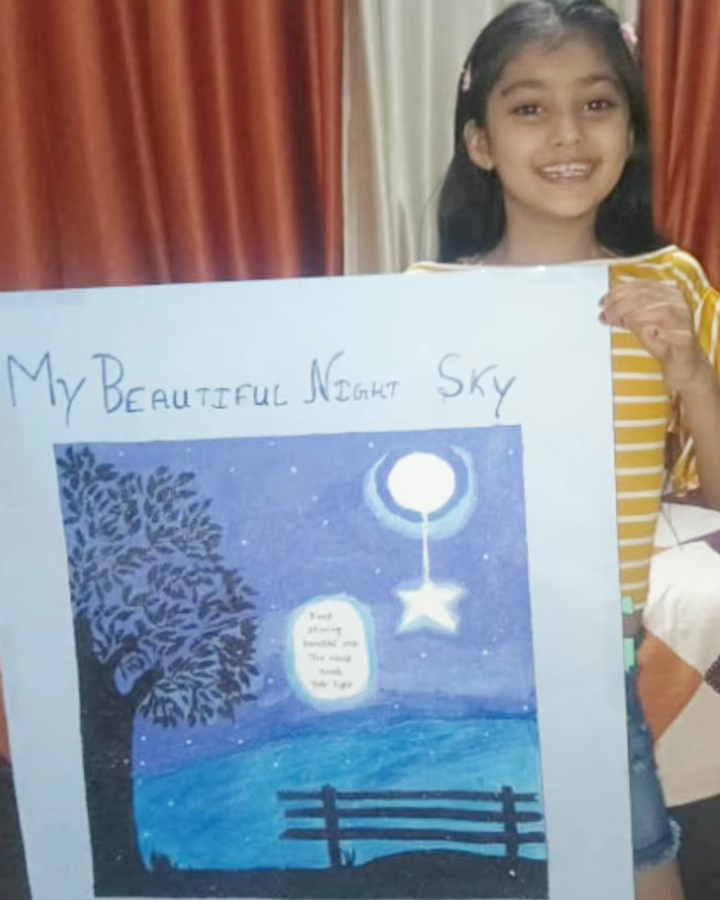 My BEAUTIFUL NIGHT SKY
Keep
shining
beautiful one
The world
needs
your light